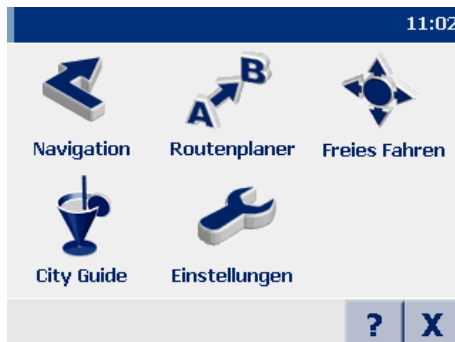 11:02
A B
Navigation Routenplaner Freies Fahren
City Guide Einstellungen
? X